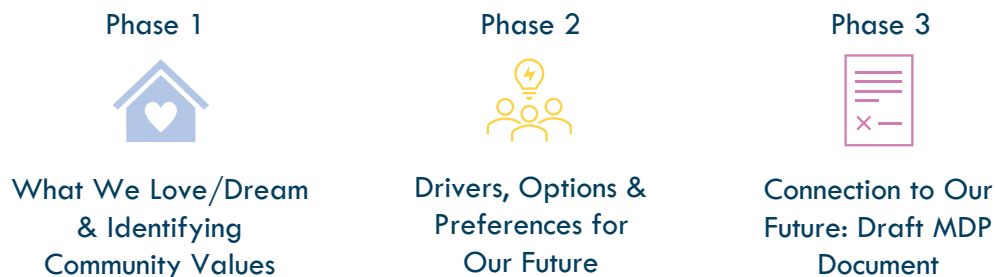 Phase 1
What We Love/Dream
& Identifying
Community Values
Phase 2
Drivers, Options &
Preferences for
Our Future
Phase 3
Connection to Our
Future: Draft MDP
Document